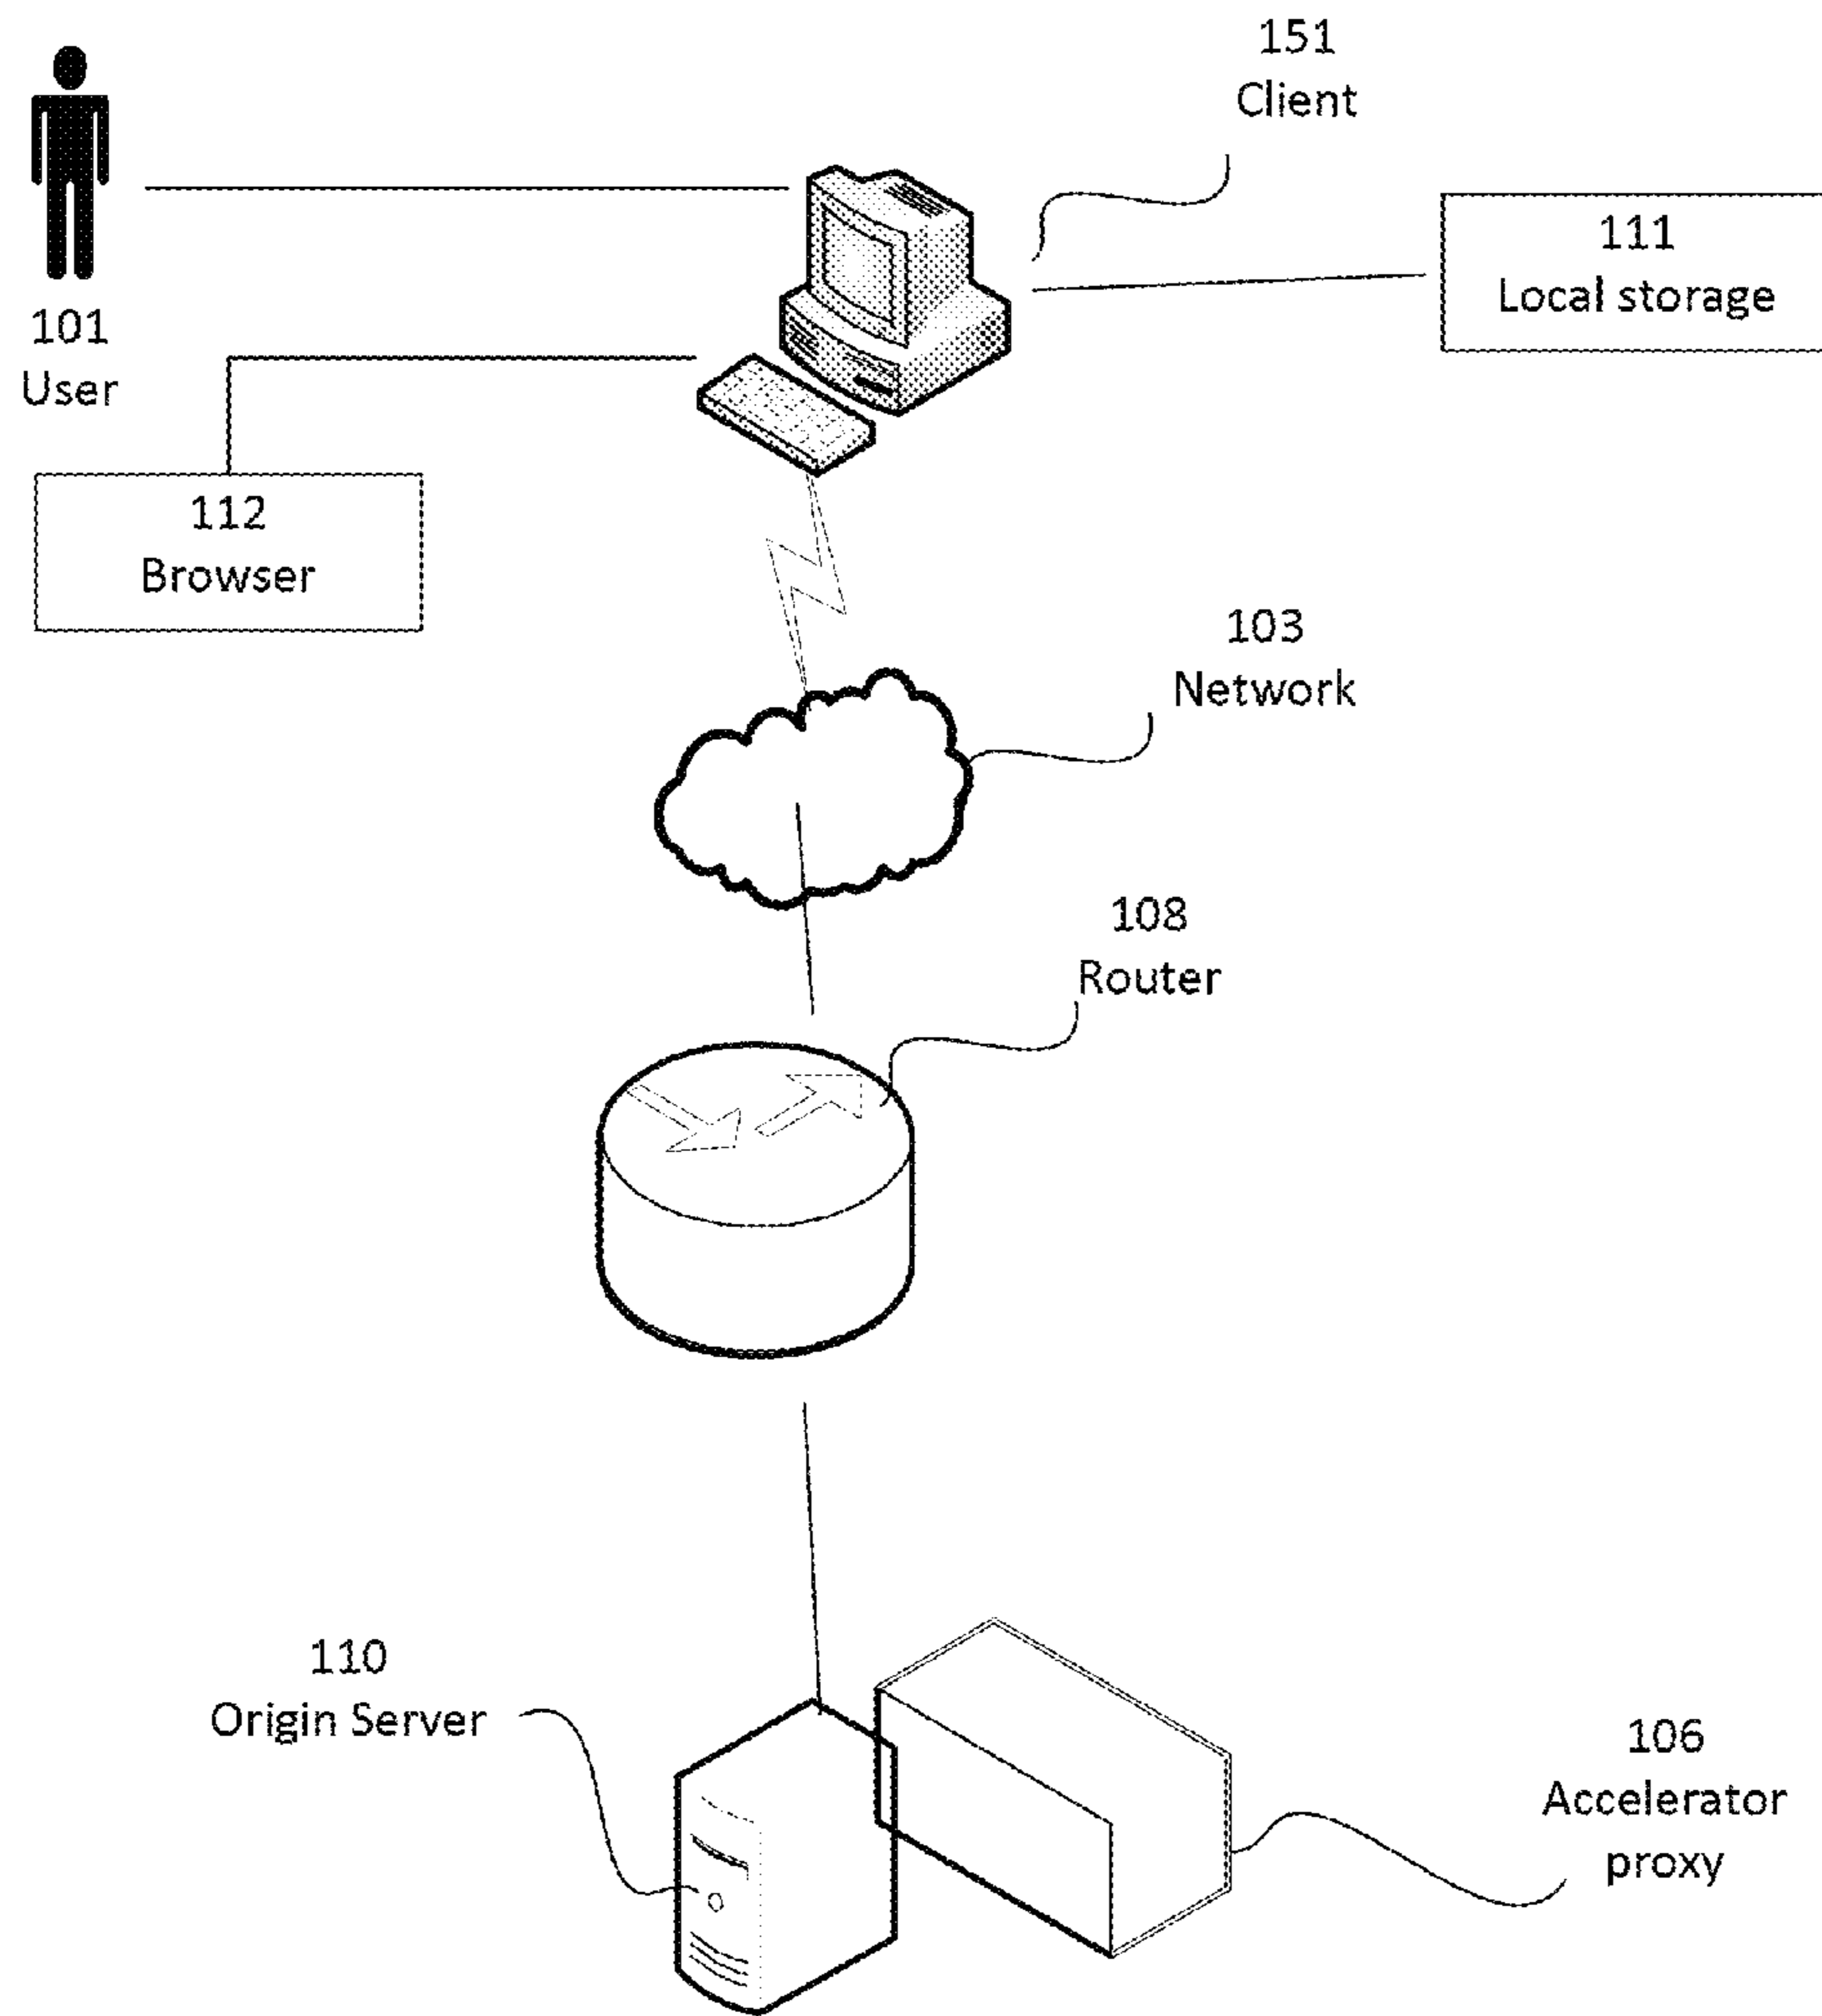 151
Client
111
Local storage
101
User
112
Browser
103
Network
108
Router
110
Origin Server
106
Accelerator
proxy